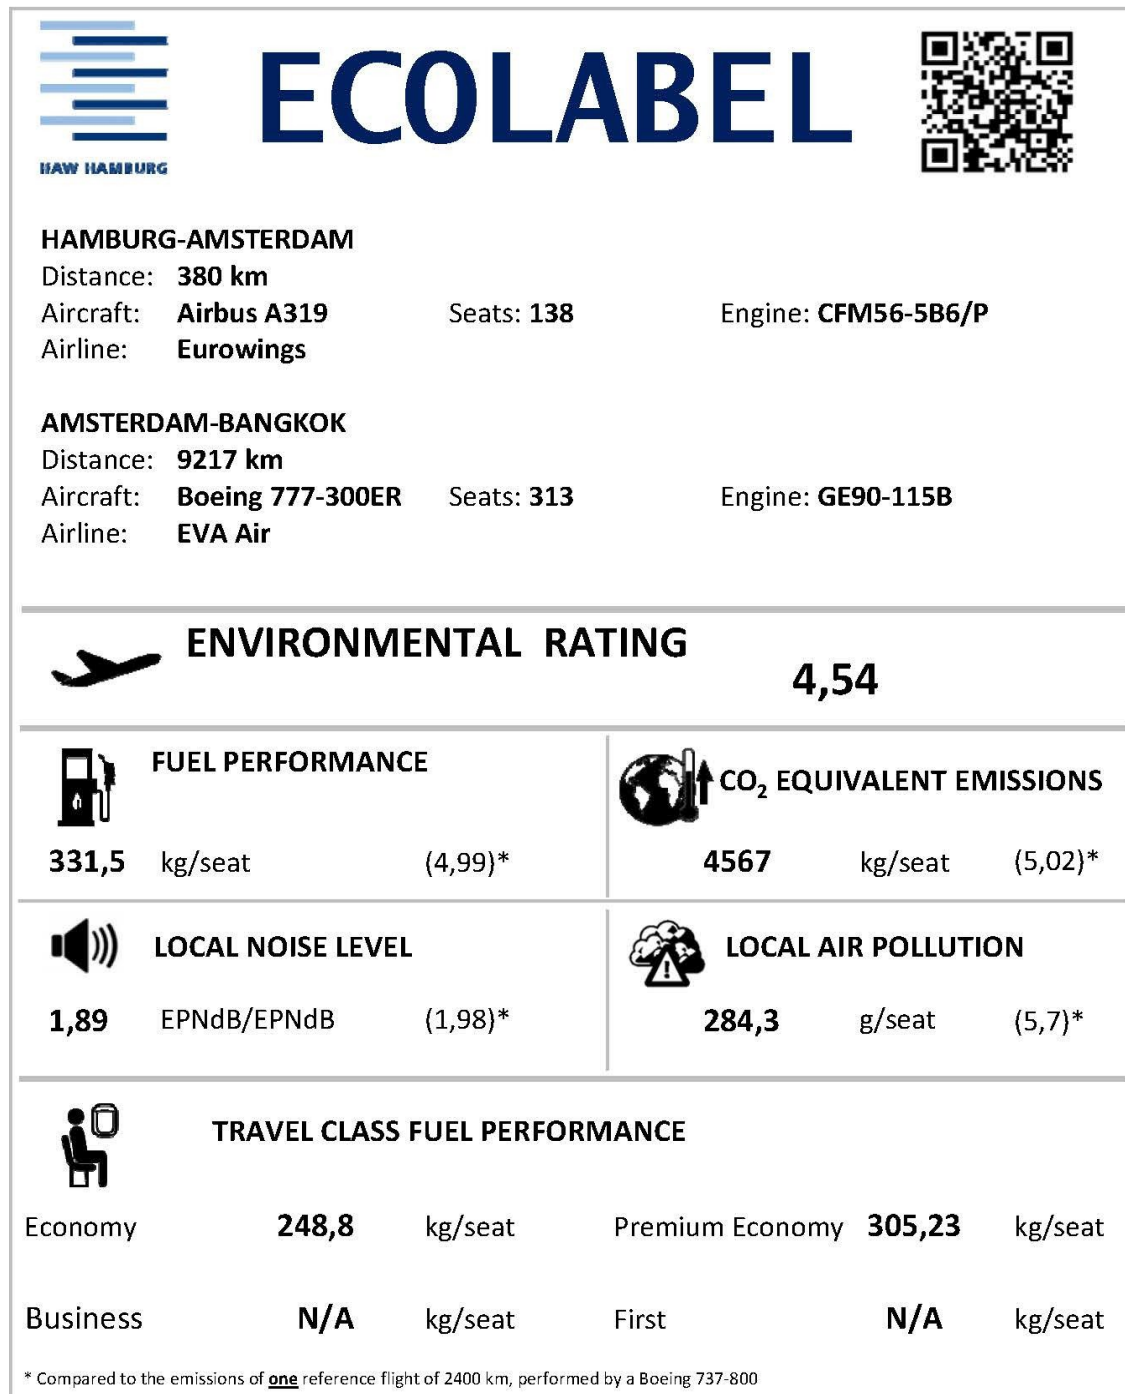 HAW HAMBURG
ECOLABEL
HAMBURG-AMSTERDAM
Distance: 380 km
Aircraft: Airbus A319 Seats: 138 Engine: CFM56-5B6/P
Airline: Eurowings
AMSTERDAM-BANGKOK
Distance: 9217 km
Aircraft: Boeing 777-300ER Seats: 313 Engine: GE90-115B
Airline: EVA Air
ENVIRONMENTAL RATING
4,54
FUEL PERFORMANCE
331,5 kg/seat (4,99)*
CO₂ EQUIVALENT EMISSIONS
4567 kg/seat (5,02)*
LOCAL NOISE LEVEL
1,89 EPNdB/EPNdB (1,98)*
LOCAL AIR POLLUTION
284,3 g/seat (5,7)*
TRAVEL CLASS FUEL PERFORMANCE
Economy 248,8 kg/seat Premium Economy 305,23 kg/seat
Business N/A kg/seat First N/A kg/seat
* Compared to the emissions of one reference flight of 2400 km, performed by a Boeing 737-800